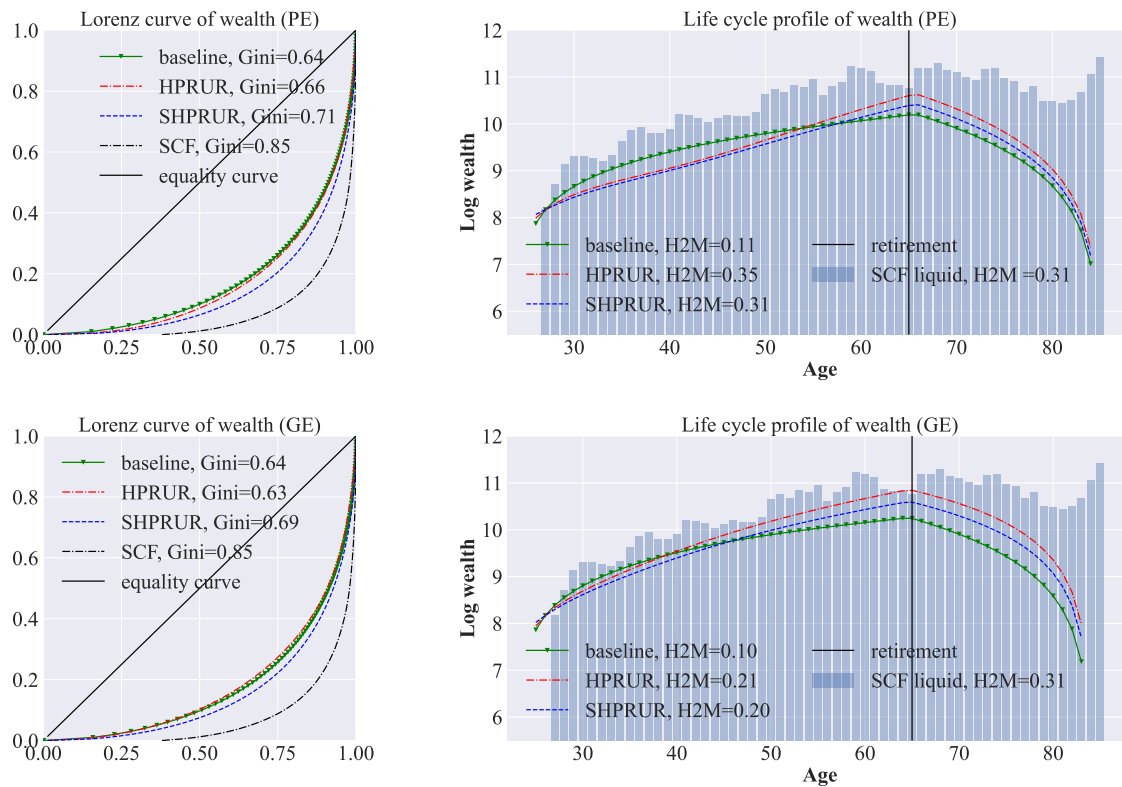 Lorenz curve of wealth (PE)
1.0
0.8
0.6
0.4
0.2
0.0
baseline, Gini=0.64
HPRUR, Gini=0.66
SHPRUR, Gini=0.71
SCF, Gini=0.85
equality curve
0.00 0.25 0.50 0.75 1.00
Life cycle profile of wealth (PE)
12
11
10
9
8
7
6
Log wealth
baseline, H2M=0.11
HPRUR, H2M=0.35
SHPRUR, H2M=0.31
retirement
SCF liquid, H2M =0.31
30 40 50 60 70 80
Age
Lorenz curve of wealth (GE)
1.0
0.8
0.6
0.4
0.2
0.0
baseline, Gini=0.64
HPRUR, Gini=0.63
SHPRUR, Gini=0.69
SCF, Gini=0.85
equality curve
0.00 0.25 0.50 0.75 1.00
Life cycle profile of wealth (GE)
12
11
10
9
8
7
6
Log wealth
baseline, H2M=0.10
HPRUR, H2M=0.21
SHPRUR, H2M=0.20
retirement
SCF liquid, H2M=0.31
30 40 50 60 70 80
Age